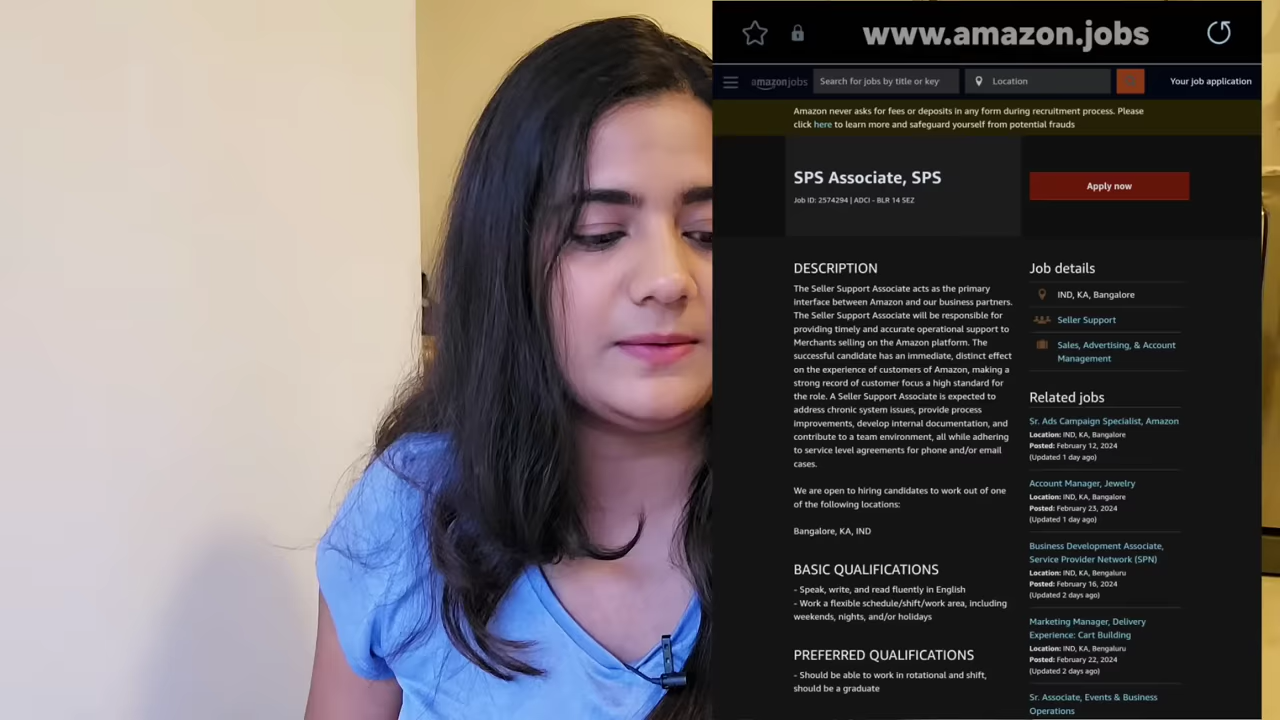 www.amazon.jobs
amazonjobs
Search for jobs by title or key
Location
Your job application
Amazon never asks for fees or deposits in any form during recruitment process. Please
click here to learn more and safeguard yourself from potential frauds
SPS Associate, SPS
Job ID: 2574294 | ADCI - BLR 14 SEZ
Apply now
DESCRIPTION
The Seller Support Associate acts as the primary
interface between Amazon and our business partners.
The Seller Support Associate will be responsible for
providing timely and accurate operational support to
Merchants selling on the Amazon platform. The
successful candidate has an immediate, distinct effect
on the experience of customers of Amazon, making a
strong record of customer focus a high standard for
the role. A Seller Support Associate is expected to
address chronic system issues, provide process
improvements, develop internal documentation, and
contribute to a team environment, all while adhering
to service level agreements for phone and/or email
cases.
We are open to hiring candidates to work out of one
of the following locations:
Bangalore, KA, IND
BASIC QUALIFICATIONS
- Speak, write, and read fluently in English
- Work a flexible schedule/shift/work area, including
weekends, nights, and/or holidays
PREFERRED QUALIFICATIONS
- Should be able to work in rotational and shift,
should be a graduate
Job details
IND, KA, Bangalore
Seller Support
Sales, Advertising, & Account
Management
Related jobs
Sr. Ads Campaign Specialist, Amazon
Location: IND, KA, Bangalore
Posted: February 12, 2024
(Updated 1 day ago)
Account Manager, Jewelry
Location: IND, KA, Bangalore
Posted: February 23, 2024
(Updated 1 day ago)
Business Development Associate,
Service Provider Network (SPN)
Location: IND, KA, Bengaluru
Posted: February 16, 2024
(Updated 2 days ago)
Marketing Manager, Delivery
Experience: Cart Building
Location: IND, KA, Bengaluru
Posted: February 22, 2024
(Updated 2 days ago)
Sr. Associate, Events & Business
Operations